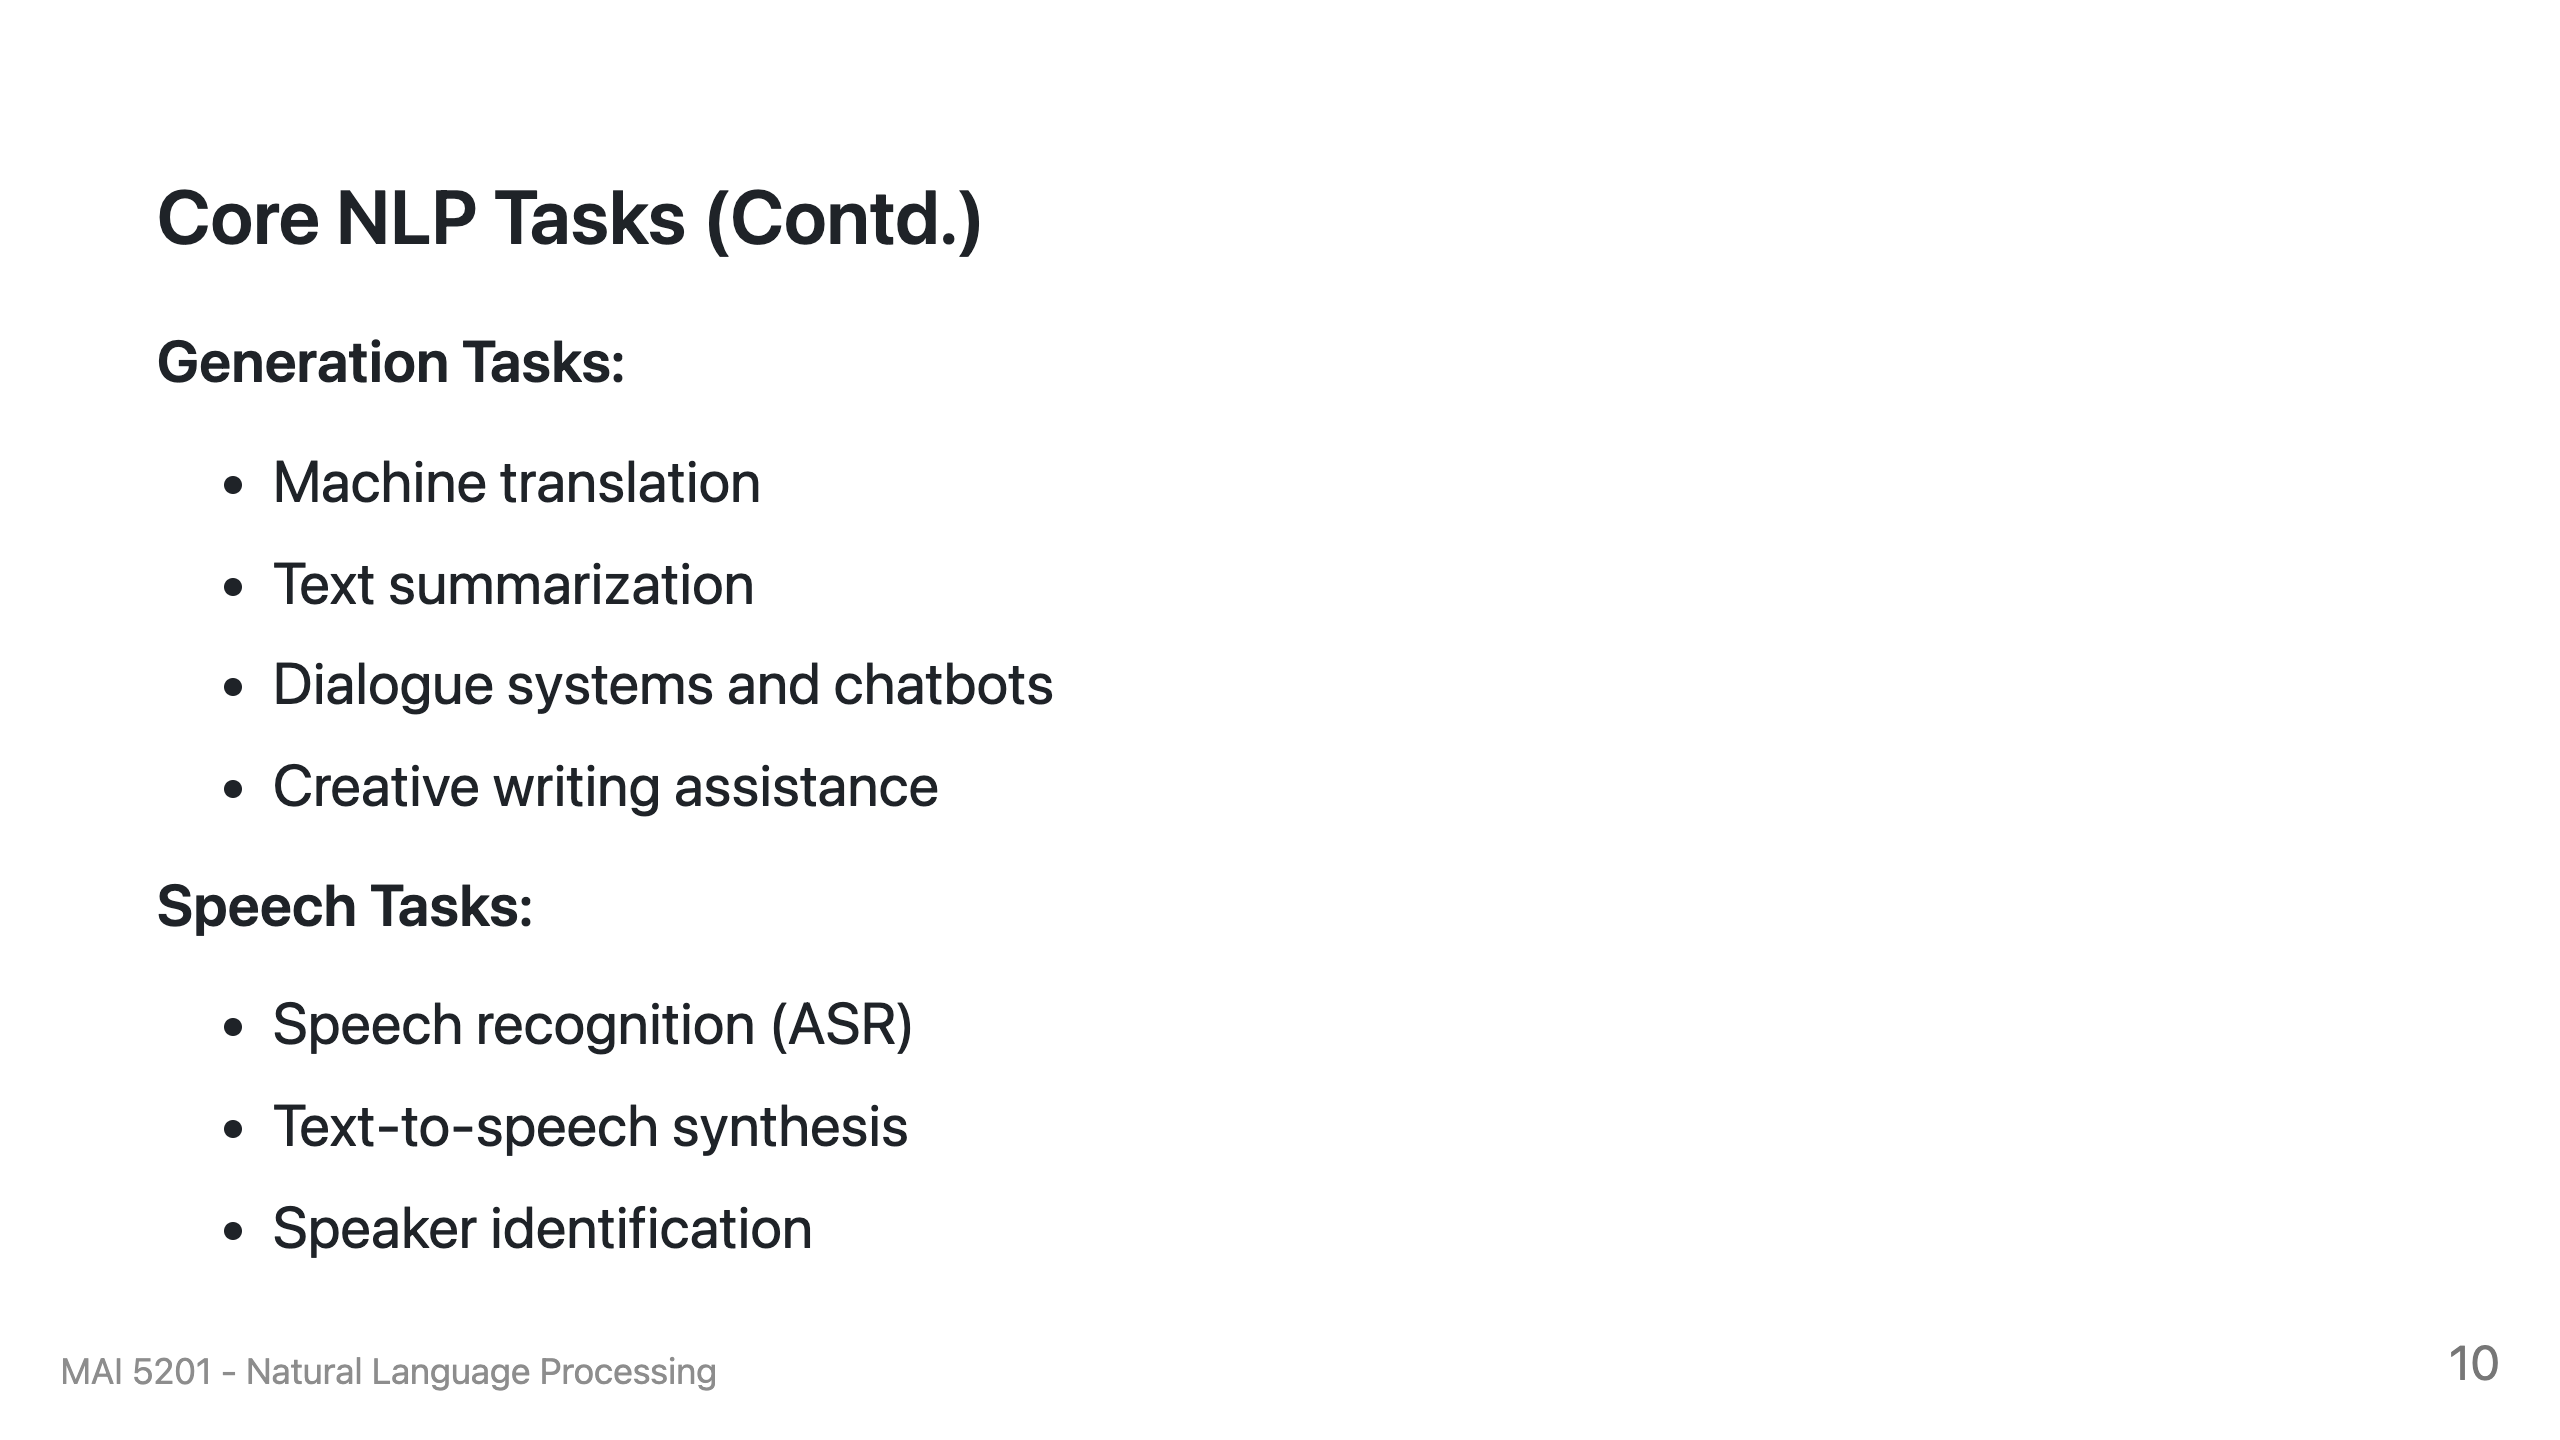 Core NLP Tasks (Contd.)
Generation Tasks:
• Machine translation
• Text summarization
• Dialogue systems and chatbots
• Creative writing assistance
Speech Tasks:
• Speech recognition (ASR)
• Text-to-speech synthesis
• Speaker identification
MAI 5201 - Natural Language Processing
10